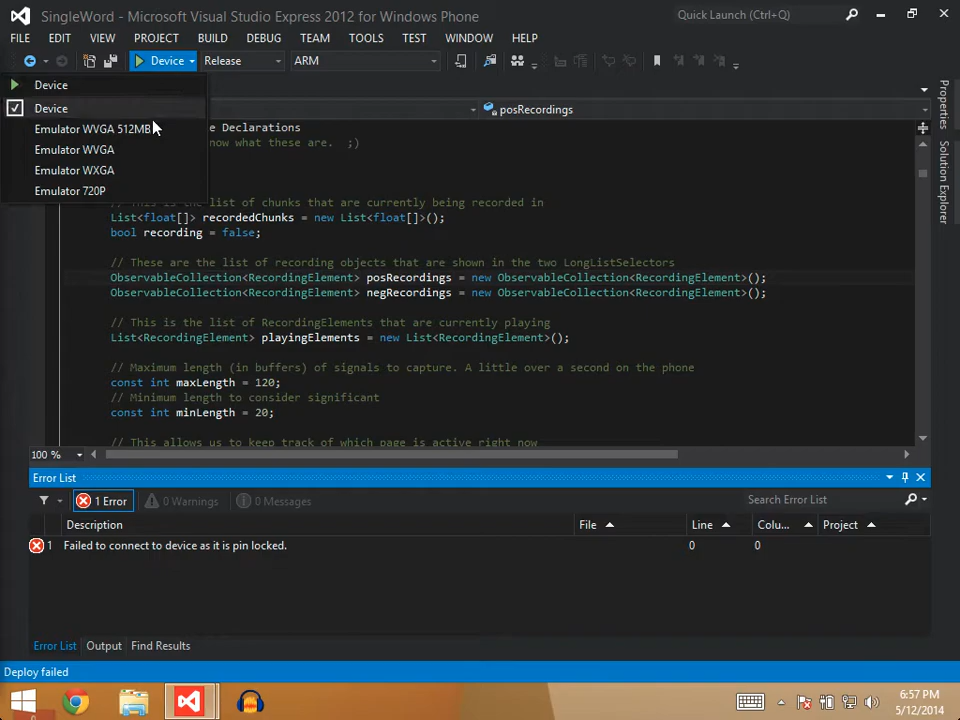 SingleWord - Microsoft Visual Studio Express 2012 for Windows Phone
Quick Launch (Ctrl+Q)
FILE EDIT VIEW PROJECT BUILD DEBUG TEAM TOOLS TEST WINDOW HELP
Device Release ARM
Device
Device
Emulator WVGA 512MB
Emulator WVGA
Emulator WXGA
Emulator 720P
posRecordings
Properties
Solution Explorer
e Declarations
now what these are.  ;)
// This is the list of chunks that are currently being recorded in
List<float[]> recordedChunks = new List<float[]>();
bool recording = false;
// These are the list of recording objects that are shown in the two LongListSelectors
ObservableCollection<RecordingElement> posRecordings = new ObservableCollection<RecordingElement>();
ObservableCollection<RecordingElement> negRecordings = new ObservableCollection<RecordingElement>();
// This is the list of RecordingElements that are currently playing
List<RecordingElement> playingElements = new List<RecordingElement>();
// Maximum length (in buffers) of signals to capture. A little over a second on the phone
const int maxLength = 120;
// Minimum length to consider significant
const int minLength = 20;
// This allows us to keep track of which page is active right now
100 %
Error List
1 Error 0 Warnings 0 Messages Search Error List
Description File Line Colu... Project
1 Failed to connect to device as it is pin locked. 0 0
Error List Output Find Results
Deploy failed
6:57 PM
5/12/2014